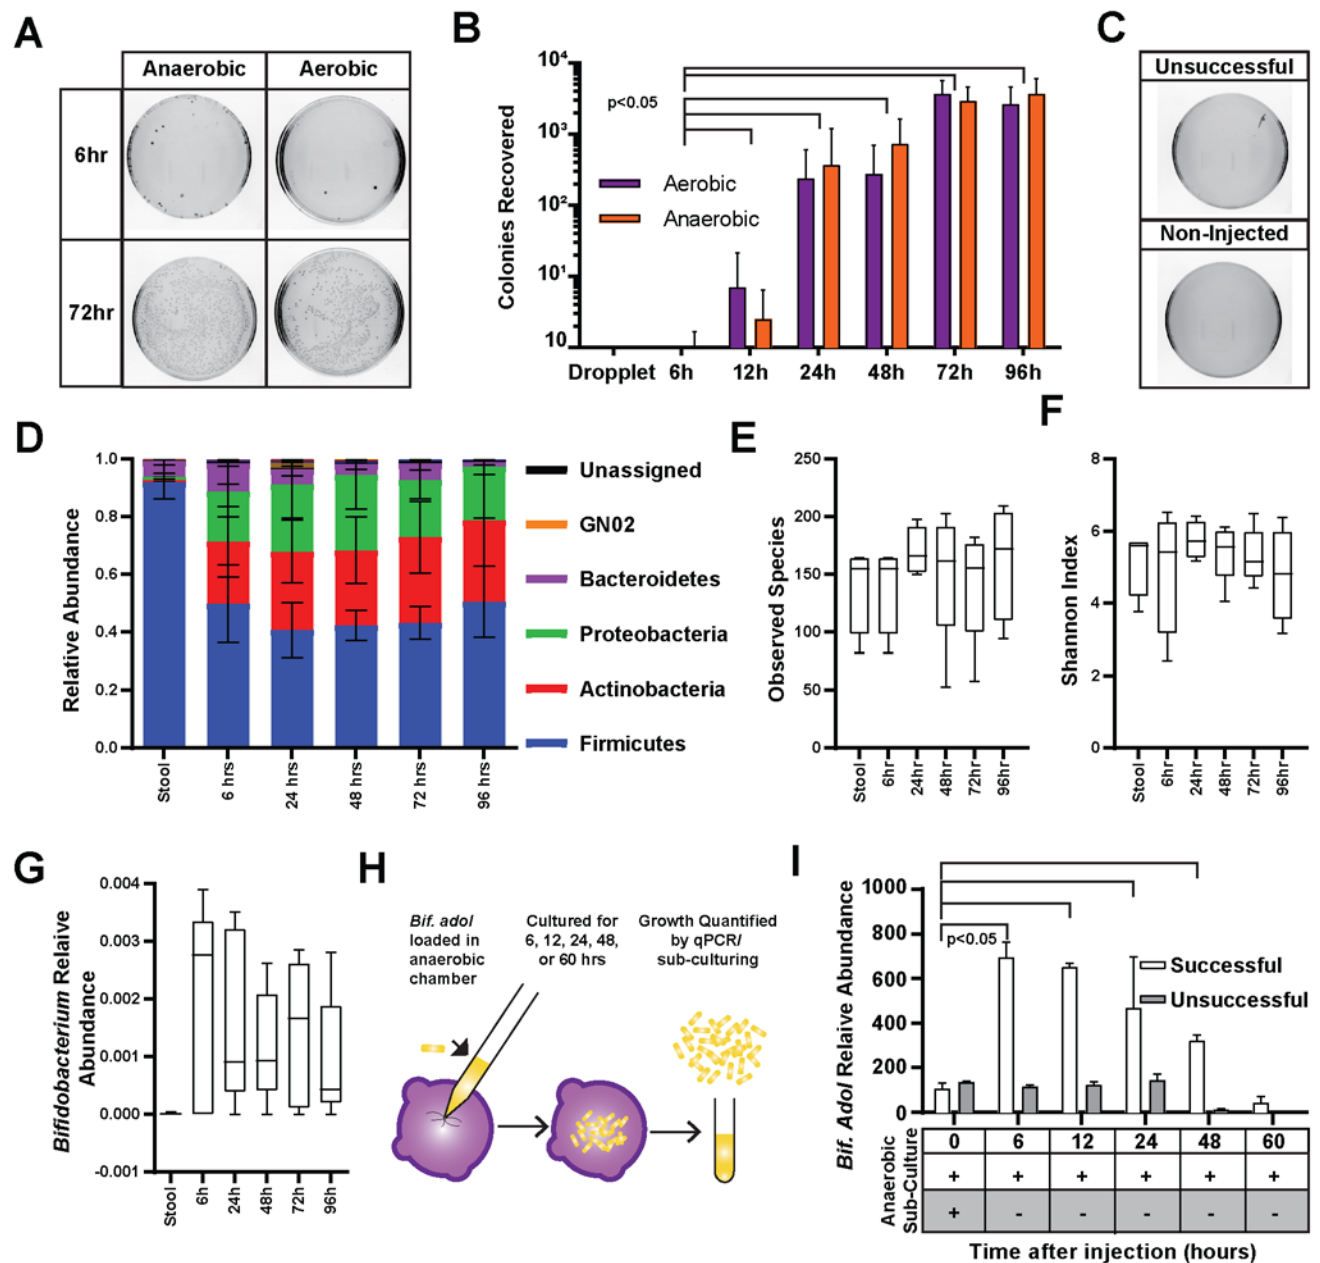 A
Anaerobic Aerobic
6hr
72hr
B
Colonies Recovered
10⁴
10³
10²
10¹
10
p<0.05
Aerobic
Anaerobic
Dropplet 6h 12h 24h 48h 72h 96h
C
Unsuccessful
Non-Injected
D
Relative Abundance
1.0
0.8
0.6
0.4
0.2
0.0
Stool 6 hrs 24 hrs 48 hrs 72 hrs 96 hrs
Unassigned
GN02
Bacteroidetes
Proteobacteria
Actinobacteria
Firmicutes
E
Observed Species
250
200
150
100
50
0
Stool 6hr 24hr 48hr 72hr 96hr
F
Shannon Index
8
6
4
2
0
Stool 6hr 24hr 48hr 72hr 96hr
G
Bifidobacterium Relaive
Abundance
0.004
0.003
0.002
0.001
0.000
-0.001
Stool 6h 24h 48h 72h 96h
H
Bif. adol
loaded in
anaerobic
chamber
Cultured for
6, 12, 24, 48,
or 60 hrs
Growth Quantified
by qPCR/
sub-culturing
I
Bif. Adol Relaive Abundance
1000
800
600
400
200
0
p<0.05
Successful
Unsuccessful
Anaerobic
Sub-Culture
0 6 12 24 48 60
+ + + + + +
+ - - - - -
Time after injection (hours)